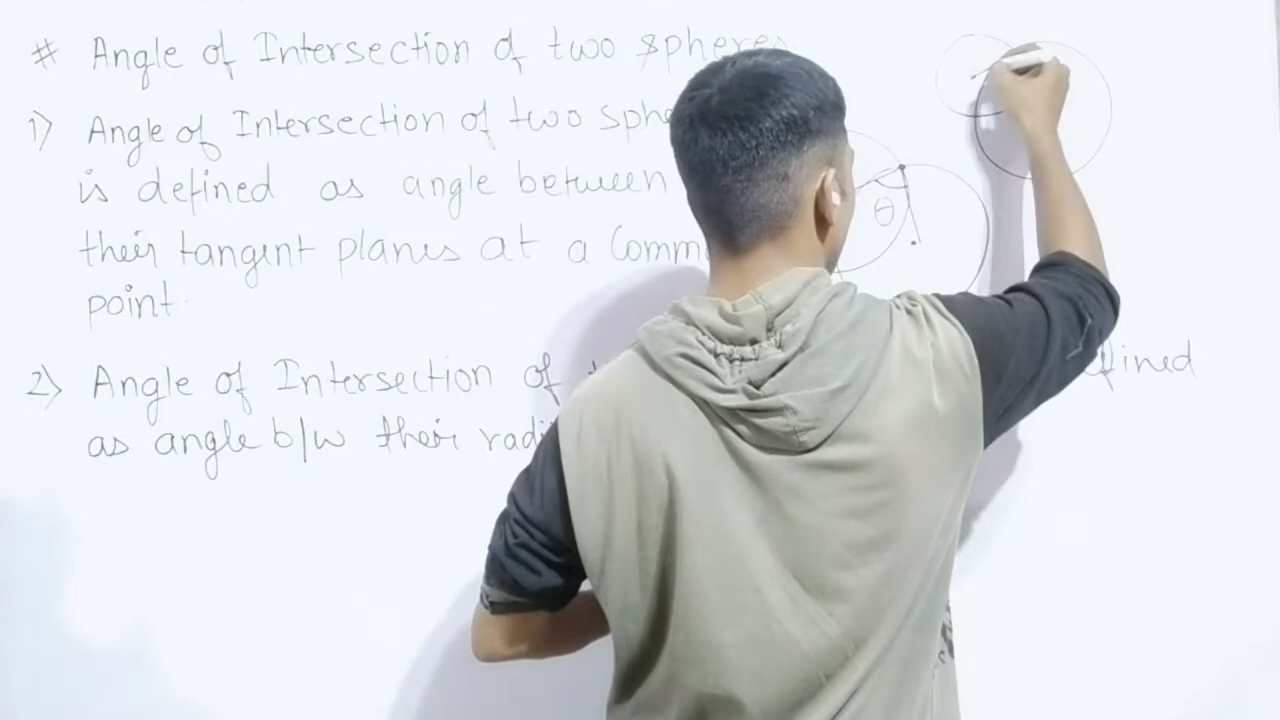 # Angle of Intersection of two spheres
1) Angle of Intersection of two sphe
is defined as angle between
their tangent planes at a Comm
point.
θ
2) Angle of Intersection of fined
as angle b/w their radi